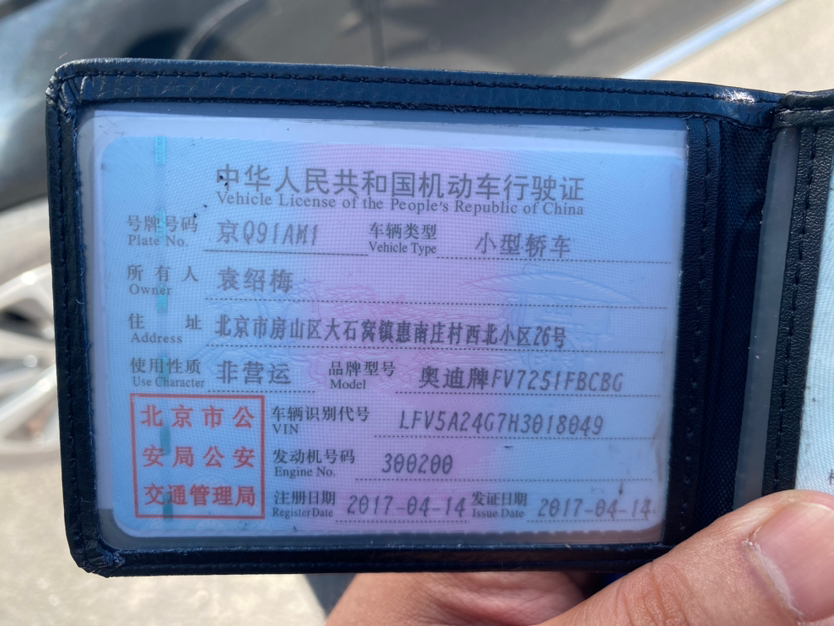 中华人民共和国机动车行驶证
Vehicle License of the People's Republic of China
号牌号码 京Q91AM1 车辆类型 小型轿车
Plate No. Vehicle Type
所有人 袁绍梅
Owner
住址 北京市房山区大石窝镇惠南庄村西北小区26号
Address
使用性质 非营运 品牌型号 奥迪牌FV7251FBCBG
Use Character Model
北京市公
安局公安
交通管理局
车辆识别代号 LFV5A24G7H3018049
VIN
发动机号码 300200
Engine No.
注册日期 2017-04-14 发证日期 2017-04-14
Register Date Issue Date